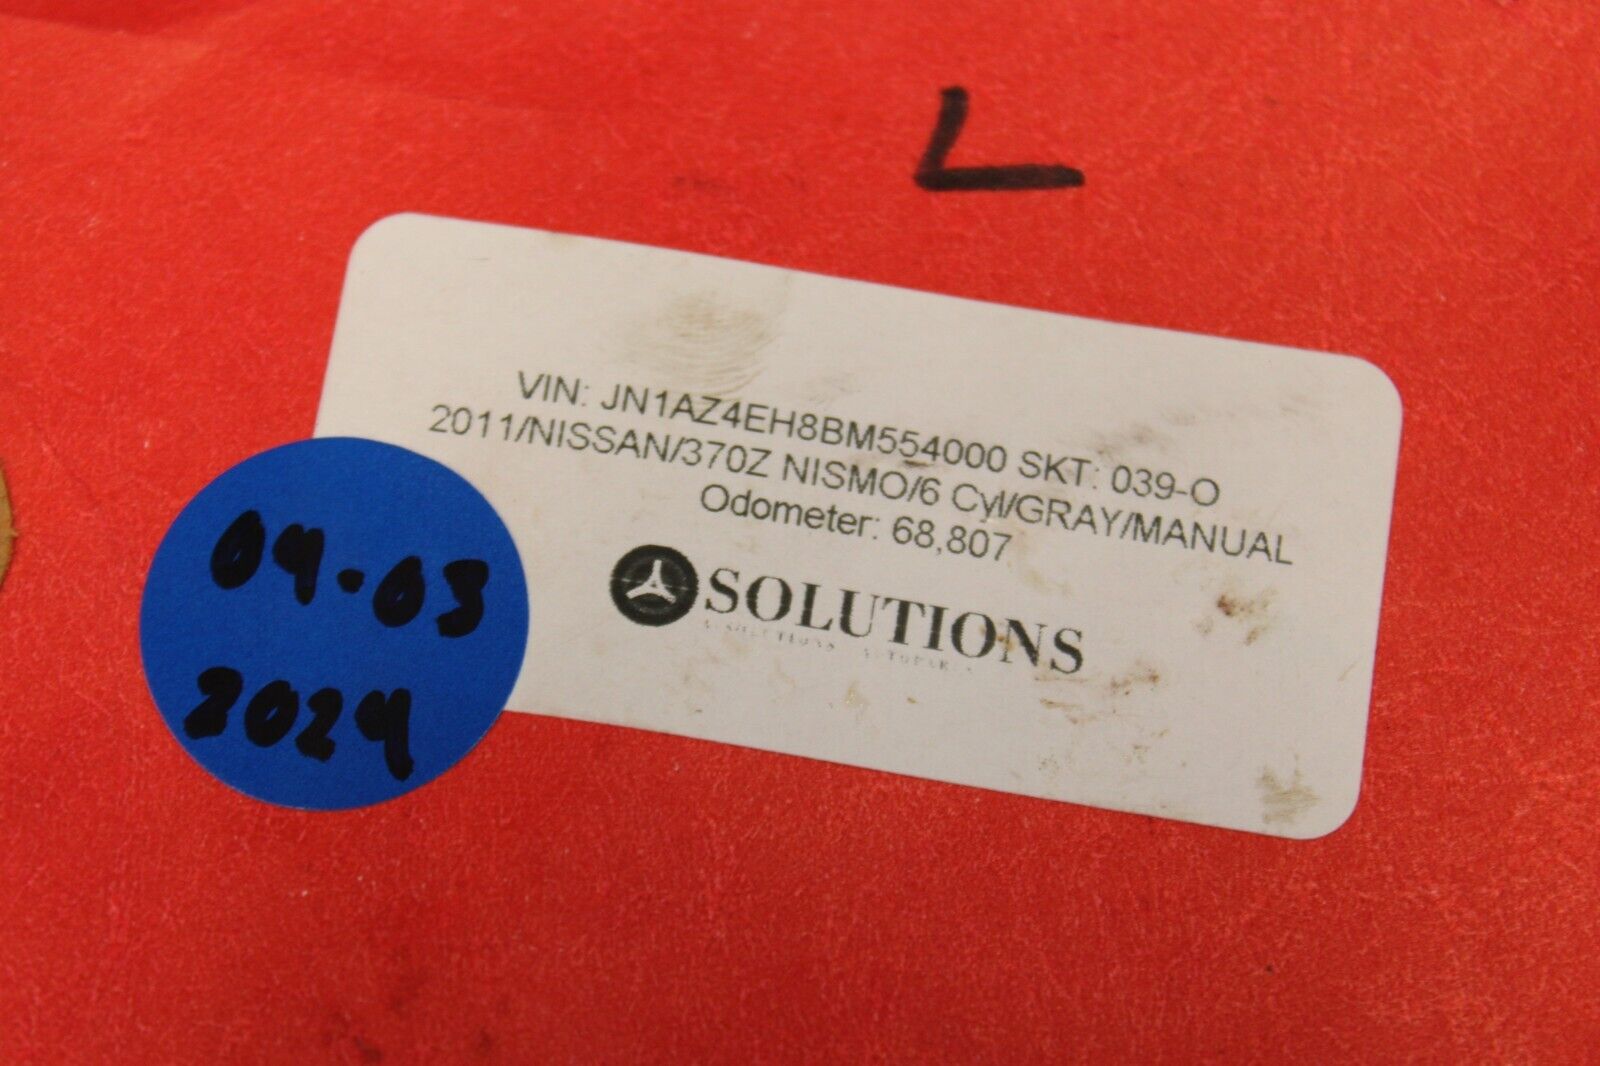 L
VIN: JN1AZ4EH8BM554000 SKT: 039-O
2011/NISSAN/370Z NISMO/6 Cyl/GRAY/MANUAL
Odometer: 68,807
SOLUTIONS
04-03
2024